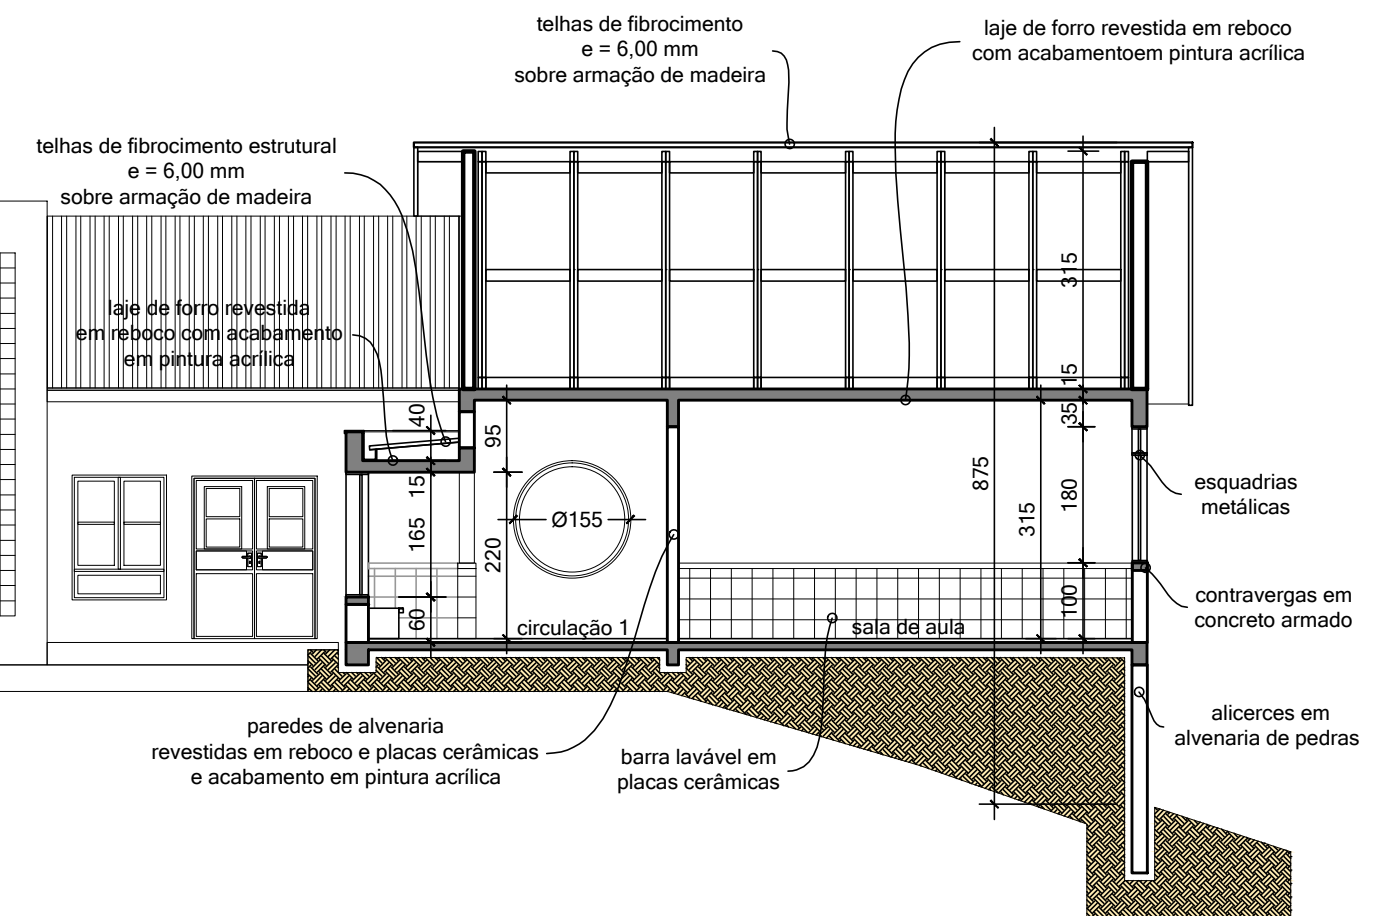 telhas de fibrocimento
e = 6,00 mm
sobre armação de madeira
laje de forro revestida em reboco
com acabamentoem pintura acrílica
telhas de fibrocimento estrutural
e = 6,00 mm
sobre armação de madeira
laje de forro revestida
em reboco com acabamento
em pintura acrílica
315
15
35
40
95
875
315
180
15
165
220
Ø155
esquadrias
metálicas
100
60
circulação 1
sala de aula
contravergas em
concreto armado
paredes de alvenaria
revestidas em reboco e placas cerâmicas
e acabamento em pintura acrílica
barra lavável em
placas cerâmicas
alicerces em
alvenaria de pedras